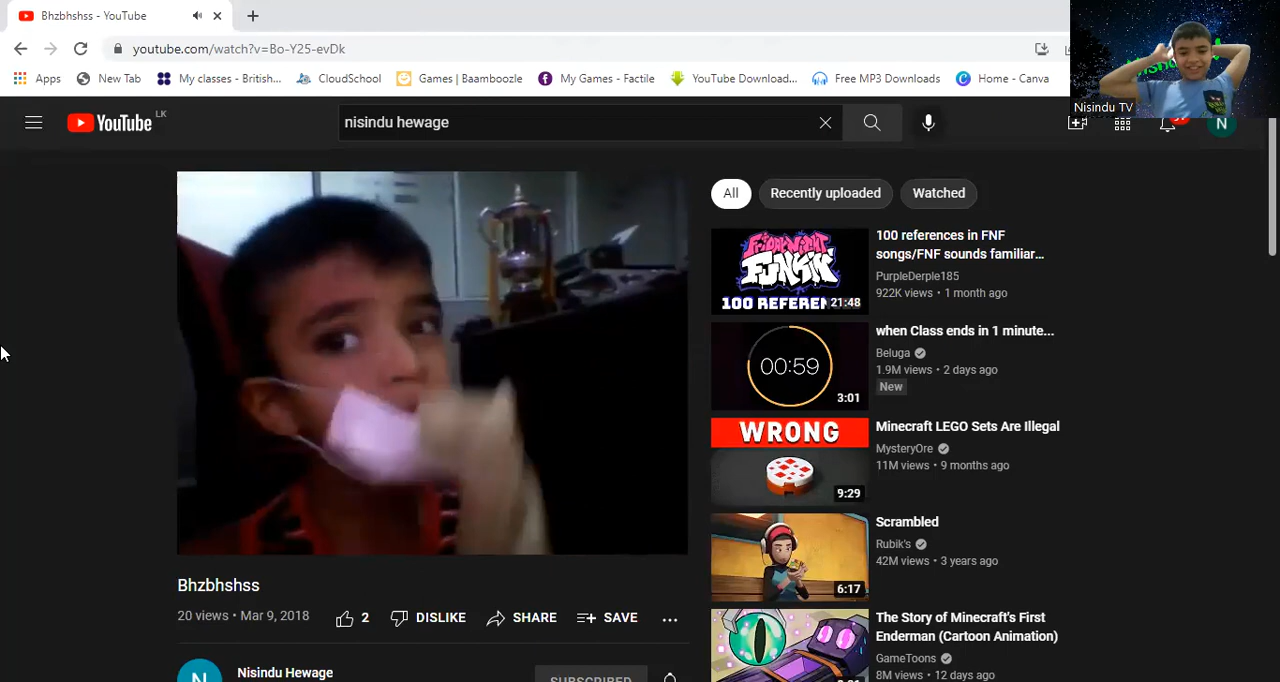 Bhzbhshss - YouTube
youtube.com/watch?v=Bo-Y25-evDk
Apps New Tab My classes - British... CloudSchool Games | Baamboozle My Games - Factile YouTube Download... Free MP3 Downloads Home - Canva
Nisindu TV
YouTube LK
nisindu hewage
N
All Recently uploaded Watched
FRIDAY NIGHT
FUNKIN'
100 REFEREN
21:48
100 references in FNF
songs/FNF sounds familiar...
PurpleDerple185
922K views • 1 month ago
00:59
3:01
when Class ends in 1 minute...
Beluga
1.9M views • 2 days ago
New
WRONG
9:29
Minecraft LEGO Sets Are Illegal
MysteryOre
11M views • 9 months ago
6:17
Scrambled
Rubik's
42M views • 3 years ago
The Story of Minecraft's First
Enderman (Cartoon Animation)
GameToons
8M views • 12 days ago
Bhzbhshss
20 views • Mar 9, 2018
2 DISLIKE SHARE SAVE
N
Nisindu Hewage
SUBSCRIBED